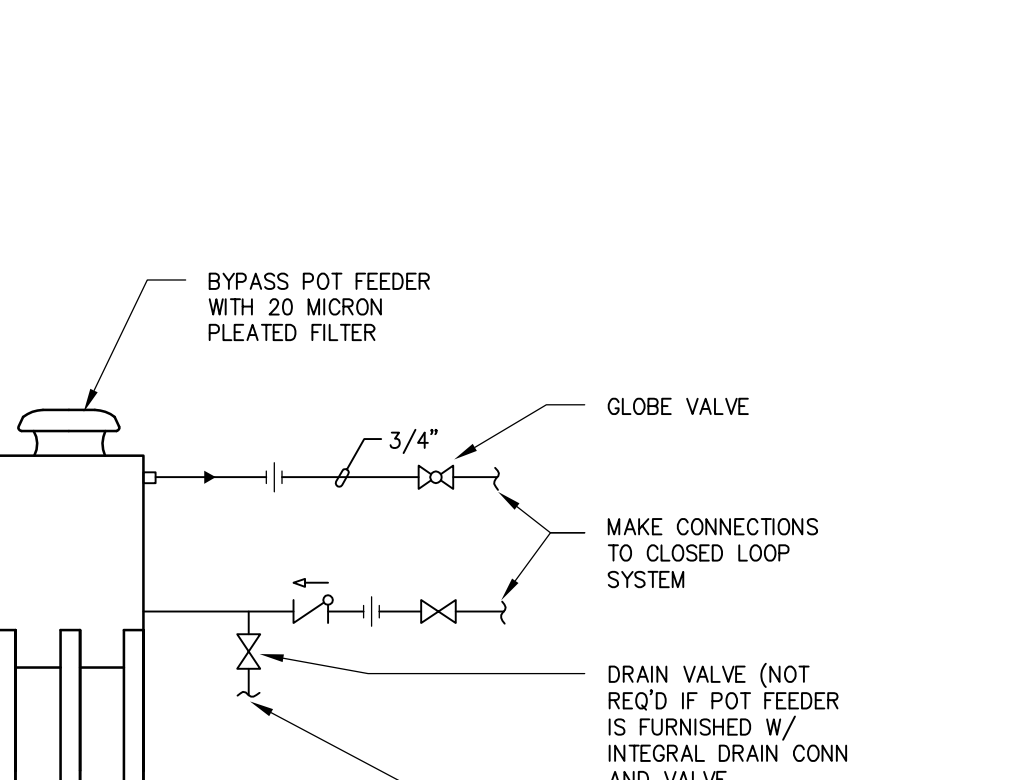 BYPASS POT FEEDER
WITH 20 MICRON
PLEATED FILTER
GLOBE VALVE
3/4"
MAKE CONNECTIONS
TO CLOSED LOOP
SYSTEM
DRAIN VALVE (NOT
REQ'D IF POT FEEDER
IS FURNISHED W/
INTEGRAL DRAIN CONN
AND VALVE